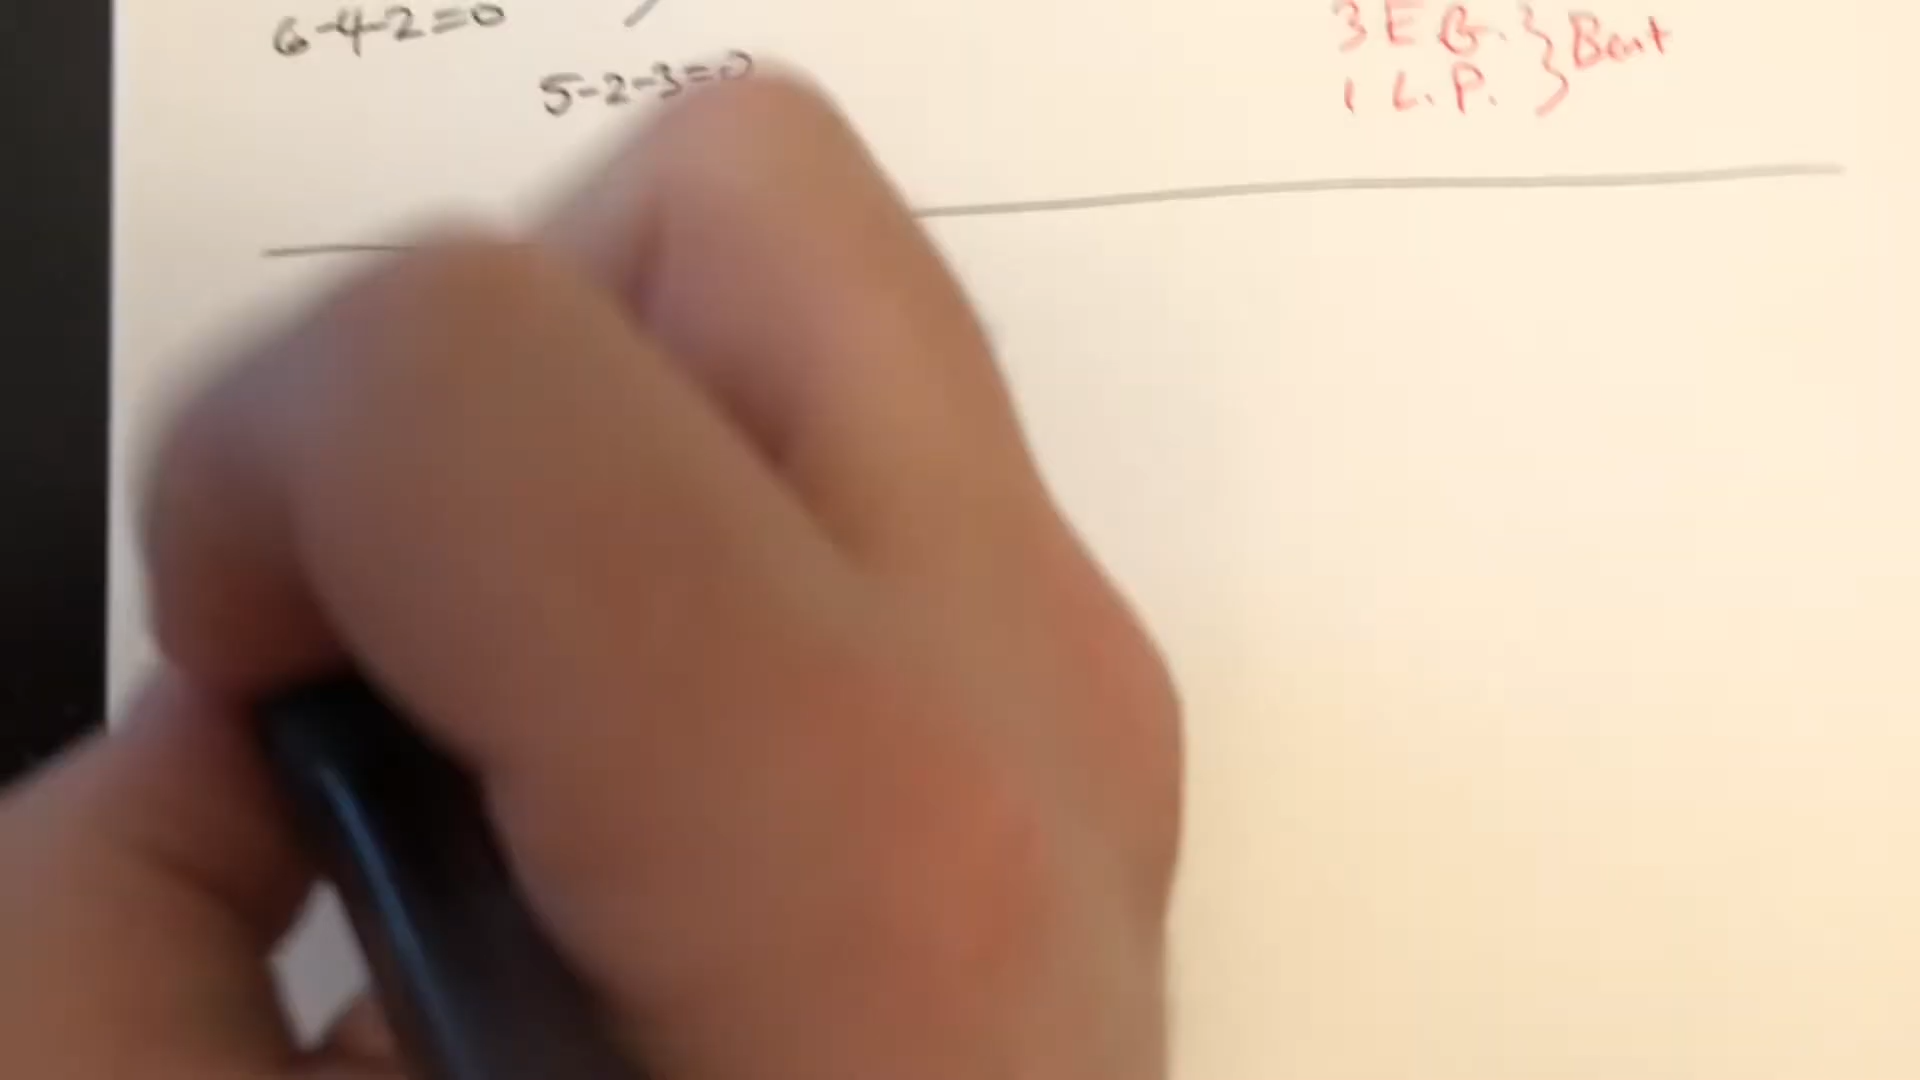 6-4-2=0
5-2-3=0
3 E G. } Bent
1 L.P. }